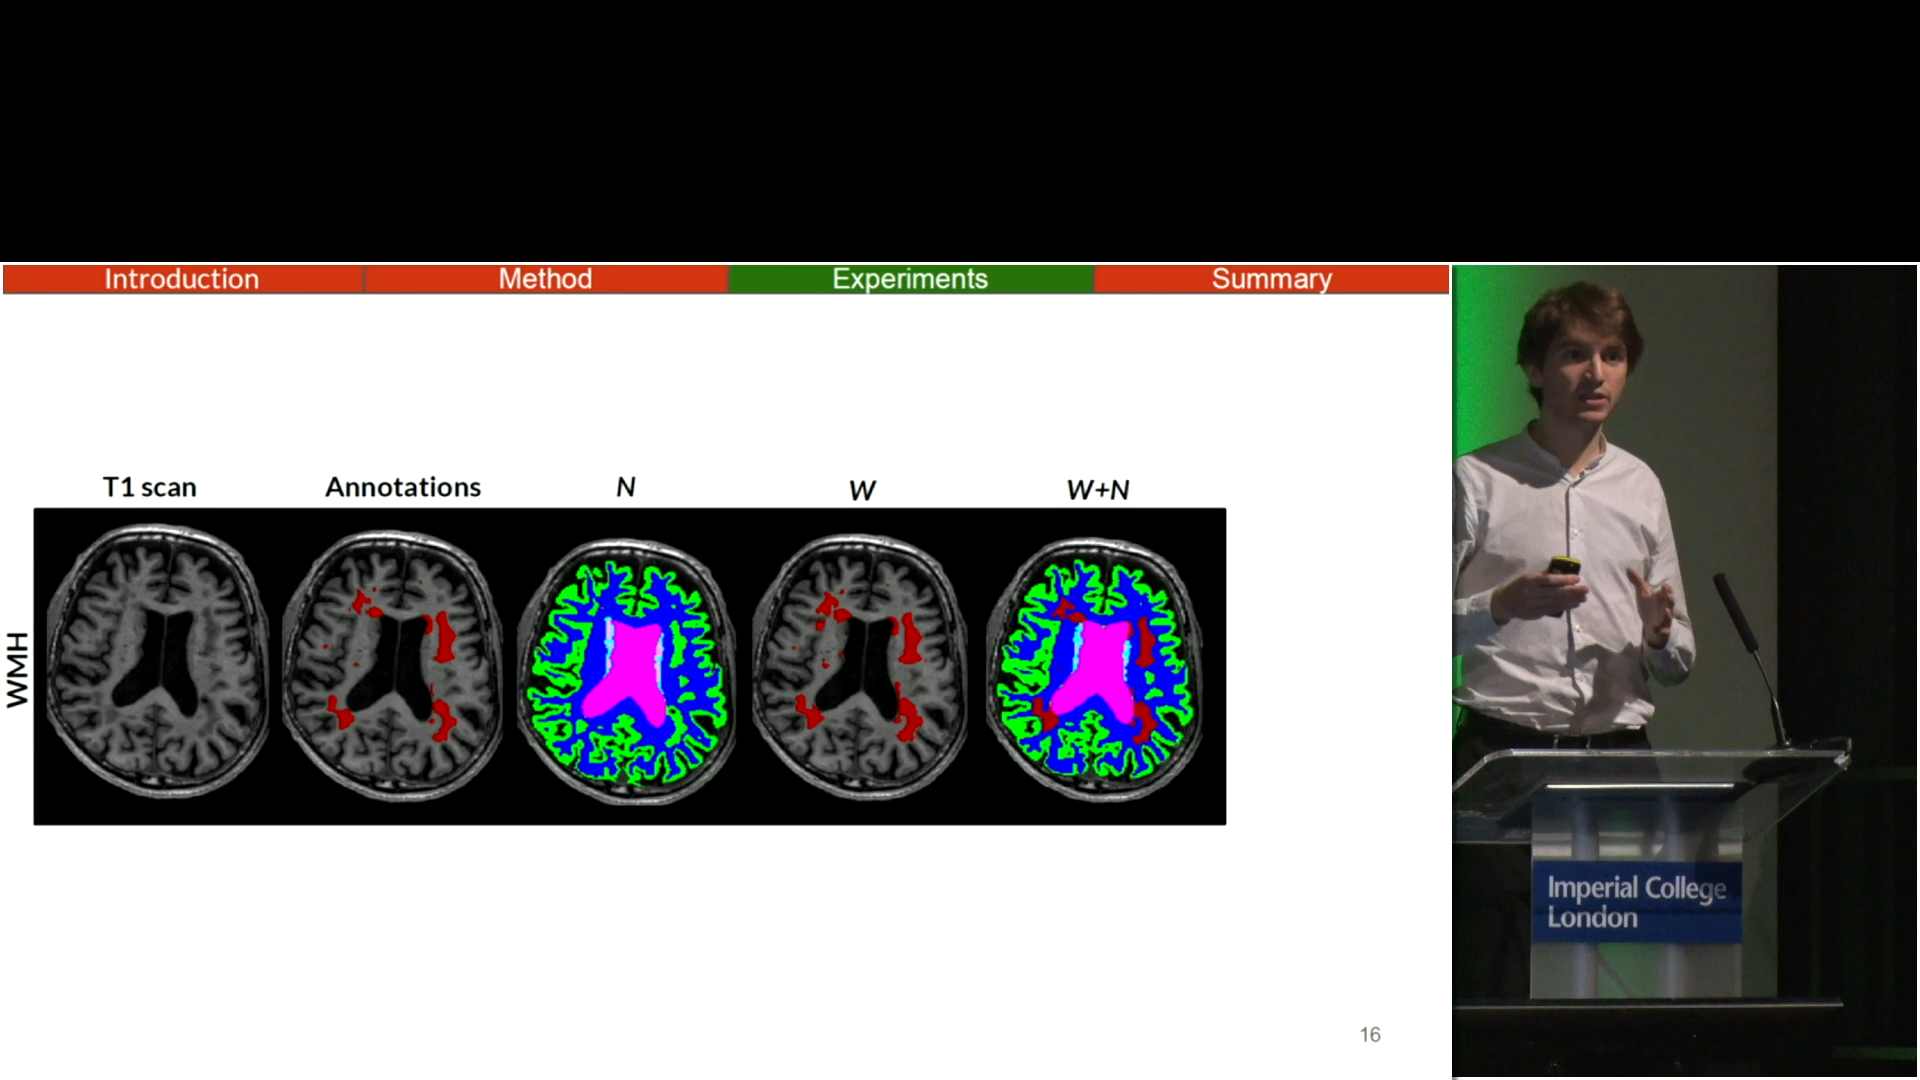 Introduction
Method
Experiments
Summary
T1 scan
Annotations
N
W
W+N
WMH
16
Imperial College
London